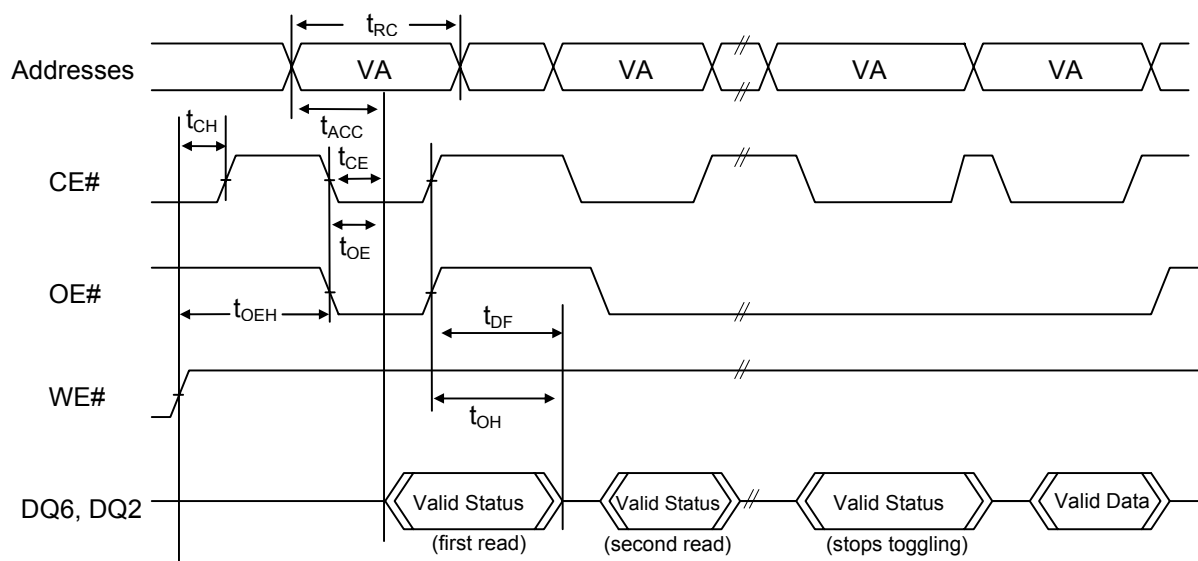 tRC
Addresses VA VA VA VA
tCH tACC
tCE
CE#
tOE
OE#
tOEH tDF
WE#
tOH
DQ6, DQ2 Valid Status Valid Status Valid Status Valid Data
(first read) (second read) (stops toggling)